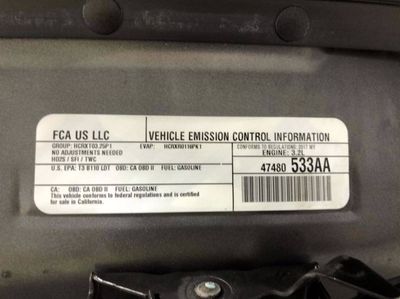 FCA US LLC
VEHICLE EMISSION CONTROL INFORMATION
GROUP: HCRXT03.25P1 EVAP: HCRXR0118PK1 CONFORMS TO REGULATIONS: 2017 MY
NO ADJUSTMENTS NEEDED ENGINE: 3.2L
HO2S / SFI / TWC
47480 533AA
U.S. EPA: T3 B110 LDT OBD: CA OBD II FUEL: GASOLINE
CA: OBD: CA OBD II FUEL: GASOLINE
This vehicle conforms to federal regulations and is certified
for sale in California.